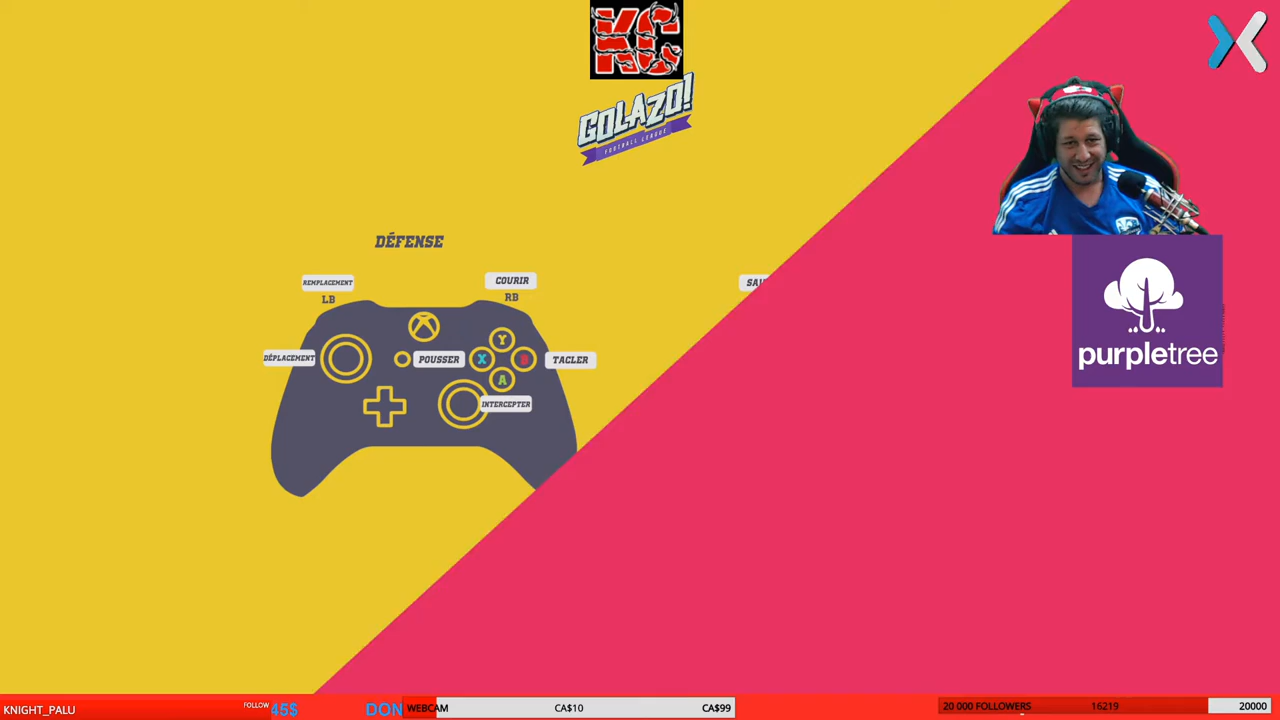 KC
GOLAZO!
FOOTBALL LEAGUE
DÉFENSE
REMPLACEMENT
LB
COURIR
RB
DÉPLACEMENT
POUSSER
X
Y
B
A
TACLER
INTERCEPTER
SAU
purpletree
KNIGHT_PALU
FOLLOW
45$
DON
WEBCAM
CA$10
CA$99
20 000 FOLLOWERS
16219
20000